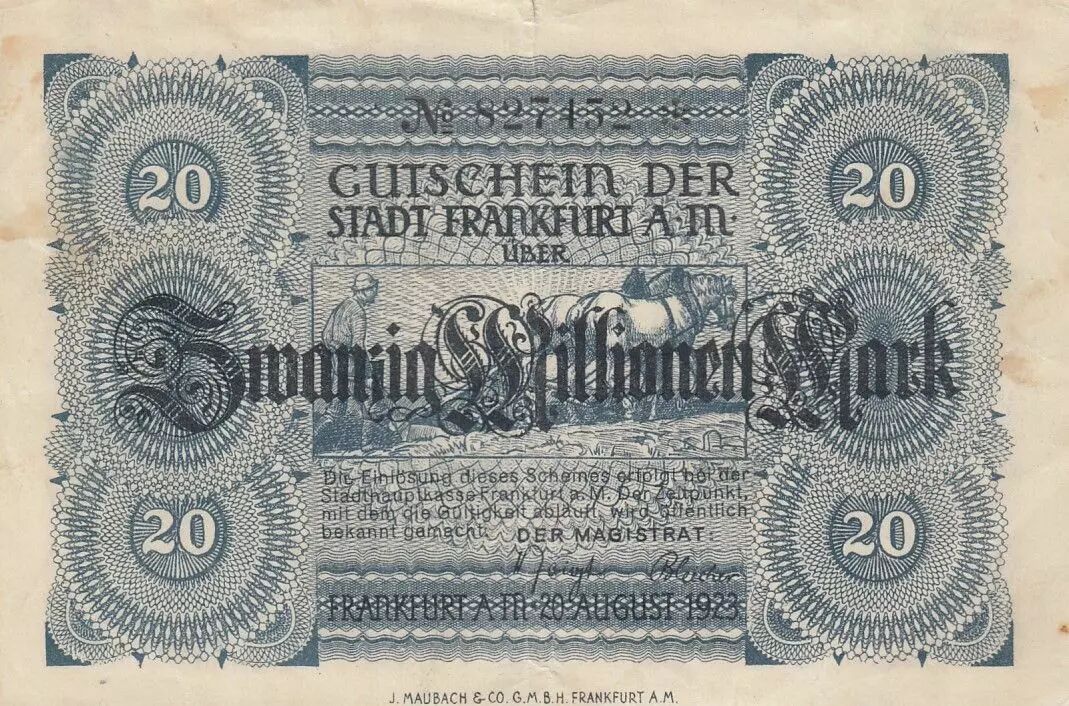 20
20
№ 827452 *
GUTSCHEIN DER
STADT FRANKFURT A·M·
ÜBER
Zwanzig Millionen Mark
Die Einlösung dieses Scheines erfolgt bei der
Stadthauptkasse Frankfurt a. M. Der Zeitpunkt,
mit dem die Gültigkeit abläuft, wird öffentlich
bekannt gemacht. DER MAGISTRAT:
FRANKFURT A·M· 20·AUGUST 1923
20
20
J. MAUBACH & CO. G.M.B.H. FRANKFURT A.M.